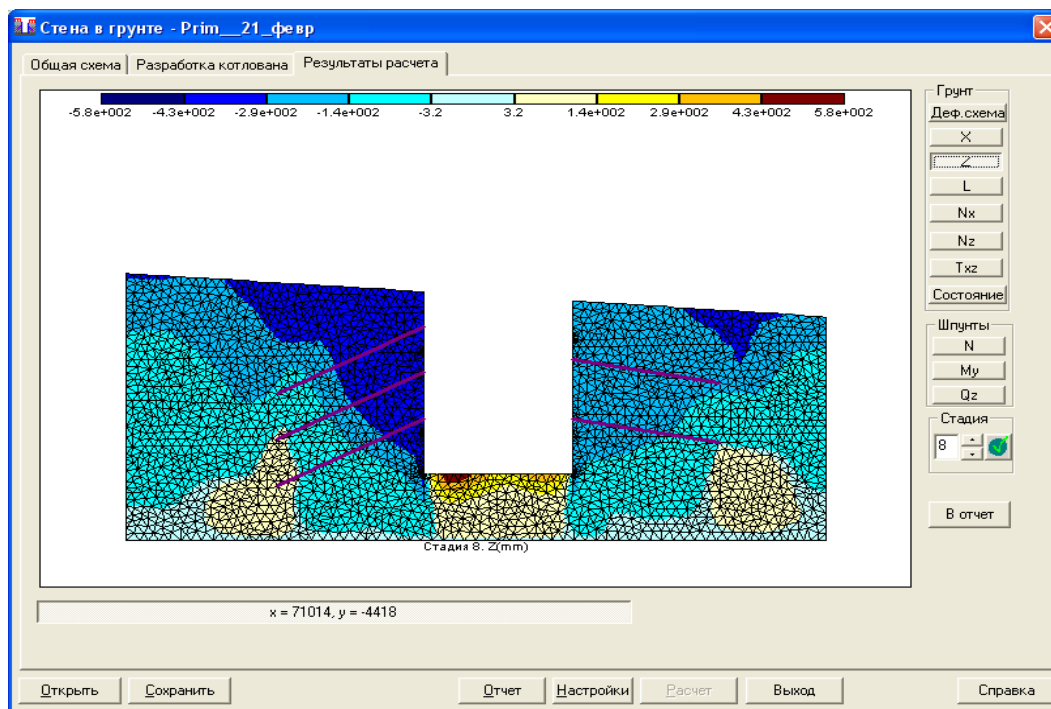 Стена в грунте - Prim__21_февр
Общая схема
Разработка котлована
Результаты расчета
-5.8e+002 -4.3e+002 -2.9e+002 -1.4e+002 -3.2 3.2 1.4e+002 2.9e+002 4.3e+002 5.8e+002
Стадия 8. Z(mm)
x = 71014, y = -4418
Грунт
Деф.схема
X
Z
L
Nx
Nz
Txz
Состояние
Шпунты
N
My
Qz
Стадия
8
В отчет
Открыть
Сохранить
Отчет
Настройки
Расчет
Выход
Справка